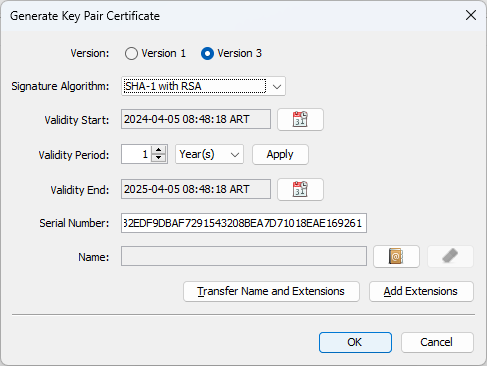 Generate Key Pair Certificate
Version: Version 1 Version 3
Signature Algorithm: SHA-1 with RSA
Validity Start: 2024-04-05 08:48:18 ART 31
Validity Period: 1 Year(s) Apply
Validity End: 2025-04-05 08:48:18 ART 31
Serial Number: 32EDF9DBAF7291543208BEA7D71018EAE169261
Name: @
Transfer Name and Extensions Add Extensions
OK Cancel